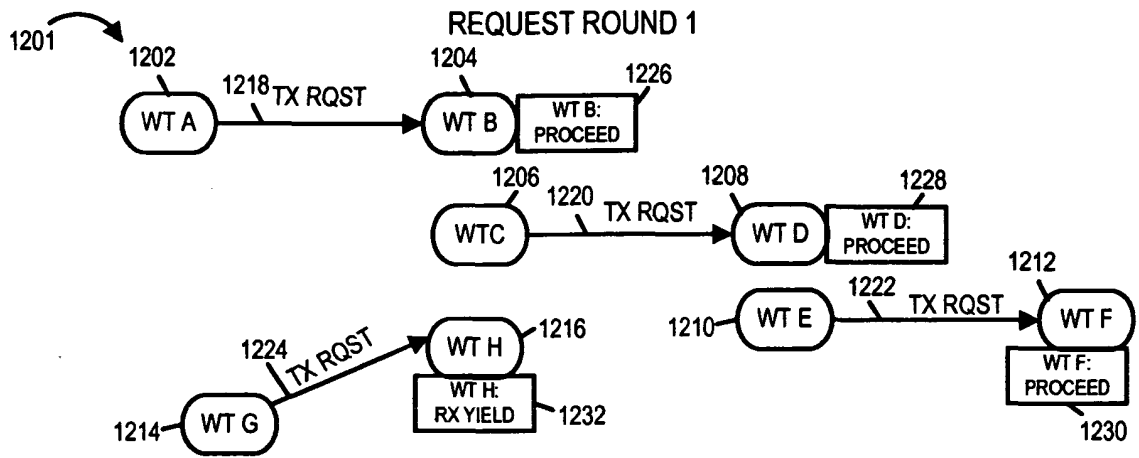 REQUEST ROUND 1
1201
1202
1218
TX RQST
1204
1226
WT A
WT B
WT B:
PROCEED
1206
1220
TX RQST
1208
1228
WTC
WT D
WT D:
PROCEED
1210
WT E
1222
TX RQST
1212
WT F
WT F:
PROCEED
1230
1224
TX RQST
WT H
1216
WT H:
RX YIELD
1232
1214
WT G